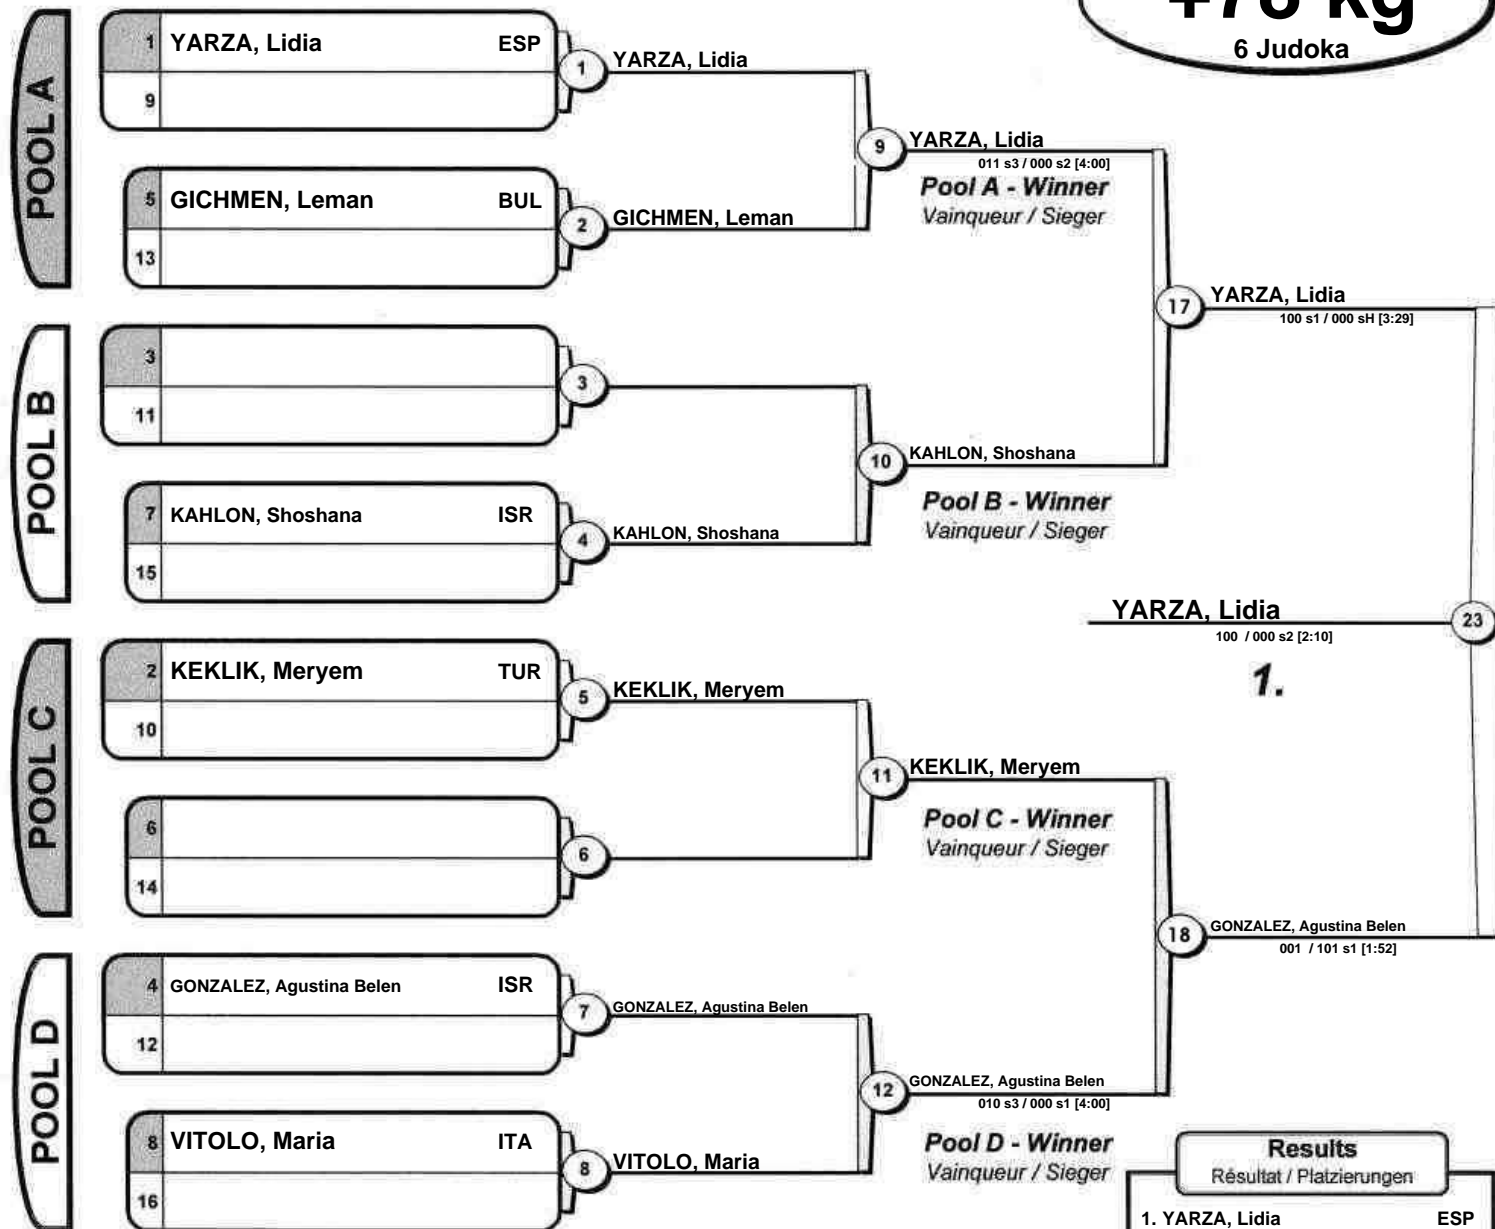 +78 kg
6 Judoka
POOL A
1 YARZA, Lidia ESP
9
1 YARZA, Lidia
5 GICHMEN, Leman BUL
13
2 GICHMEN, Leman
9 YARZA, Lidia
011 s3 / 000 s2 [4:00]
Pool A - Winner
Vainqueur / Sieger
POOL B
3
11
3
7 KAHLON, Shoshana ISR
15
4 KAHLON, Shoshana
10 KAHLON, Shoshana
Pool B - Winner
Vainqueur / Sieger
17 YARZA, Lidia
100 s1 / 000 sH [3:29]
YARZA, Lidia 23
100 / 000 s2 [2:10]
1.
POOL C
2 KEKLIK, Meryem TUR
10
5 KEKLIK, Meryem
6
14
6
11 KEKLIK, Meryem
Pool C - Winner
Vainqueur / Sieger
18 GONZALEZ, Agustina Belen
001 / 101 s1 [1:52]
POOL D
4 GONZALEZ, Agustina Belen ISR
12
7 GONZALEZ, Agustina Belen
8 VITOLO, Maria ITA
16
8 VITOLO, Maria
12 GONZALEZ, Agustina Belen
010 s3 / 000 s1 [4:00]
Pool D - Winner
Vainqueur / Sieger
Results
Résultat / Platzierungen
1. YARZA, Lidia ESP